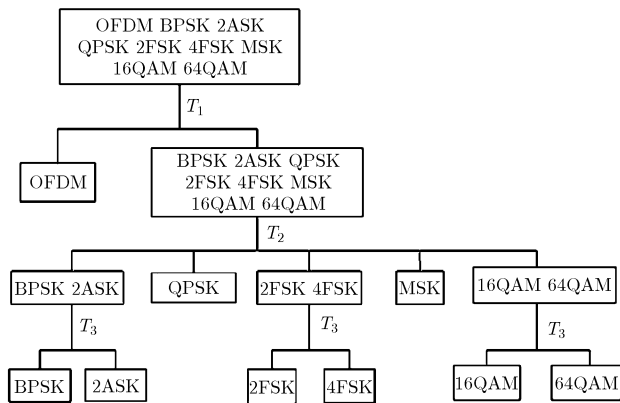 OFDM BPSK 2ASK
QPSK 2FSK 4FSK MSK
16QAM 64QAM
T1
OFDM
BPSK 2ASK QPSK
2FSK 4FSK MSK
16QAM 64QAM
T2
BPSK 2ASK
QPSK
2FSK 4FSK
MSK
16QAM 64QAM
T3
T3
T3
BPSK
2ASK
2FSK
4FSK
16QAM
64QAM